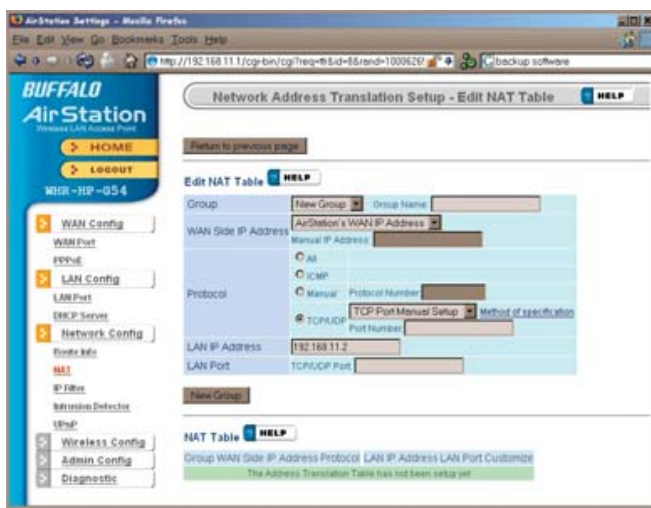 AirStation Settings - Mozilla Firefox
File Edit View Go Bookmarks Tools Help
backup software
BUFFALO
AirStation
Wireless LAN Access Point
HOME
LOGOUT
WHR-HP-G54
WAN Config
WAN Port
PPPoE
LAN Config
LAN Port
DHCP Server
Network Config
Route Info
NAT
IP Filter
Intrusion Detector
UPnP
Wireless Config
Admin Config
Diagnostic
Network Address Translation Setup - Edit NAT Table HELP
Return to previous page
Edit NAT Table HELP
Group New Group Group Name
WAN Side IP Address AirStation's WAN IP Address
Manual IP Address
Protocol
All
ICMP
Manual Protocol Number
TCP/UDP TCP Port Manual Setup Method of specification
Port Number
LAN IP Address 192.168.11.2
LAN Port TCP/UDP Port
New Group
NAT Table HELP
Group WAN Side IP Address Protocol LAN IP Address LAN Port Customize
The Address Translation Table has not been setup yet